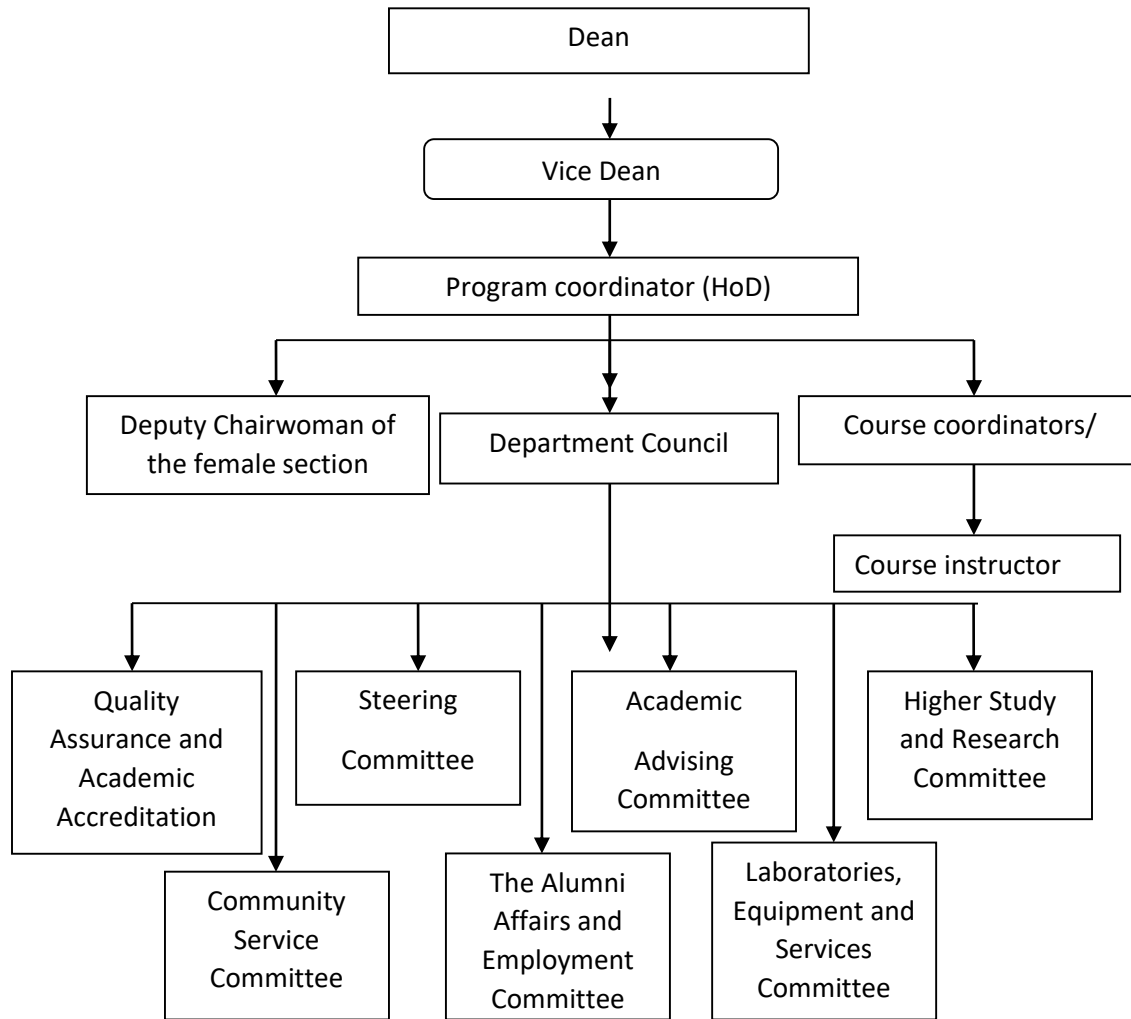 Dean
Vice Dean
Program coordinator (HoD)
Deputy Chairwoman of
the female section
Department Council
Course coordinators/
Course instructor
Quality
Assurance and
Academic
Accreditation
Steering
Committee
Academic
Advising
Committee
Higher Study
and Research
Committee
Community
Service
Committee
The Alumni
Affairs and
Employment
Committee
Laboratories,
Equipment and
Services
Committee